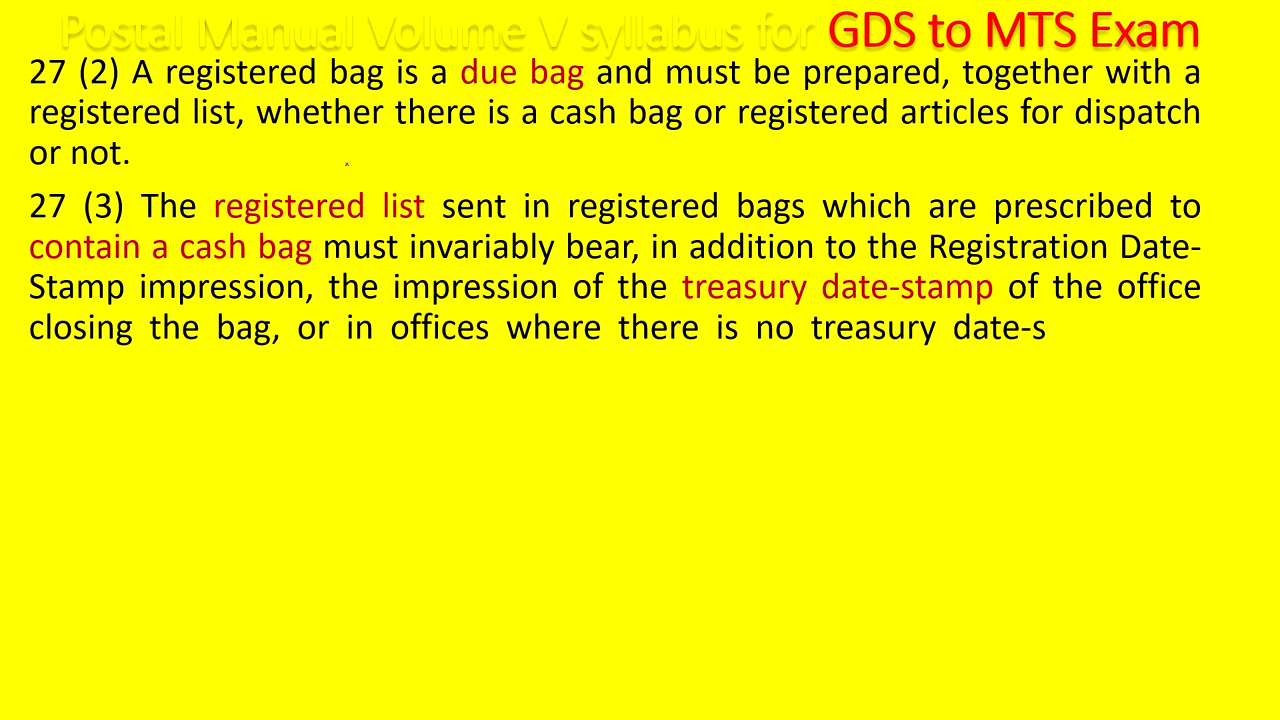 Postal Manual Volume V syllabus for GDS to MTS Exam
27 (2) A registered bag is a due bag and must be prepared, together with a
registered list, whether there is a cash bag or registered articles for dispatch
or not.
27 (3) The registered list sent in registered bags which are prescribed to
contain a cash bag must invariably bear, in addition to the Registration Date-
Stamp impression, the impression of the treasury date-stamp of the office
closing the bag, or in offices where there is no treasury date-s